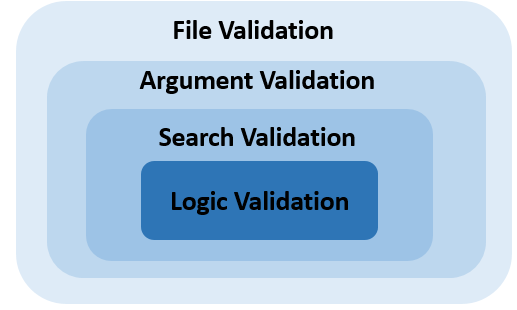 File Validation
Argument Validation
Search Validation
Logic Validation